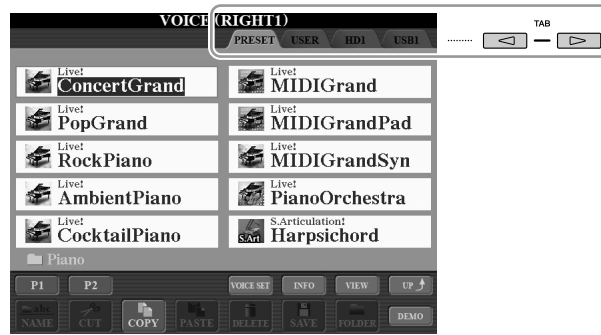 VOICE (RIGHT1)
PRESET USER HD1 USB1
TAB
Live!
ConcertGrand
Live!
MIDIGrand
Live!
PopGrand
Live!
MIDIGrandPad
Live!
RockPiano
Live!
MIDIGrandSyn
Live!
AmbientPiano
Live!
PianoOrchestra
Live!
CocktailPiano
S.Articulation!
S.Art
Harpsichord
Piano
P1 P2 VOICE SET INFO VIEW UP
abc
NAME CUT COPY PASTE DELETE SAVE FOLDER DEMO